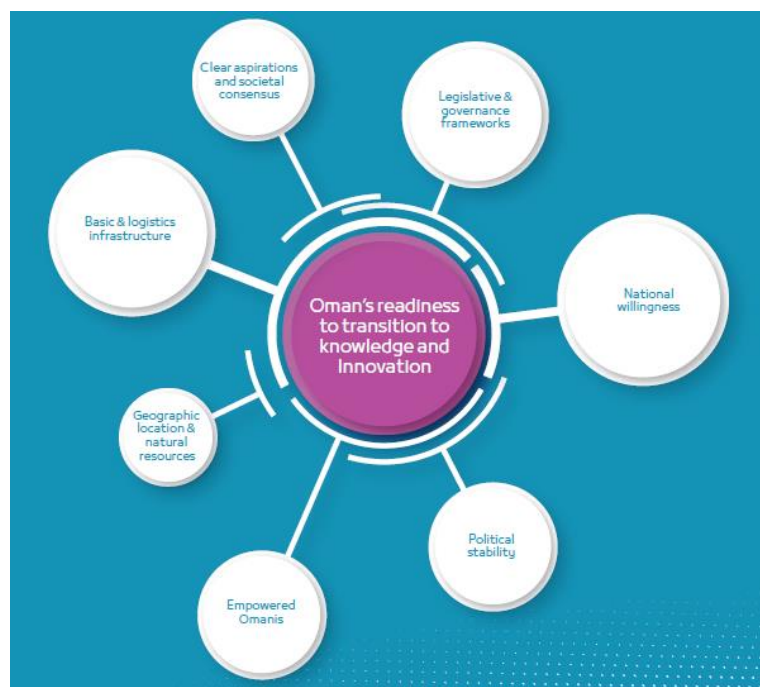 Clear aspirations
and societal
consensus
Legislative &
governance
frameworks
Basic & logistics
infrastructure
National
willingness
Oman's readiness
to transition to
knowledge and
Innovation
Geographic
location &
natural
resources
Political
stability
Empowered
Omanis